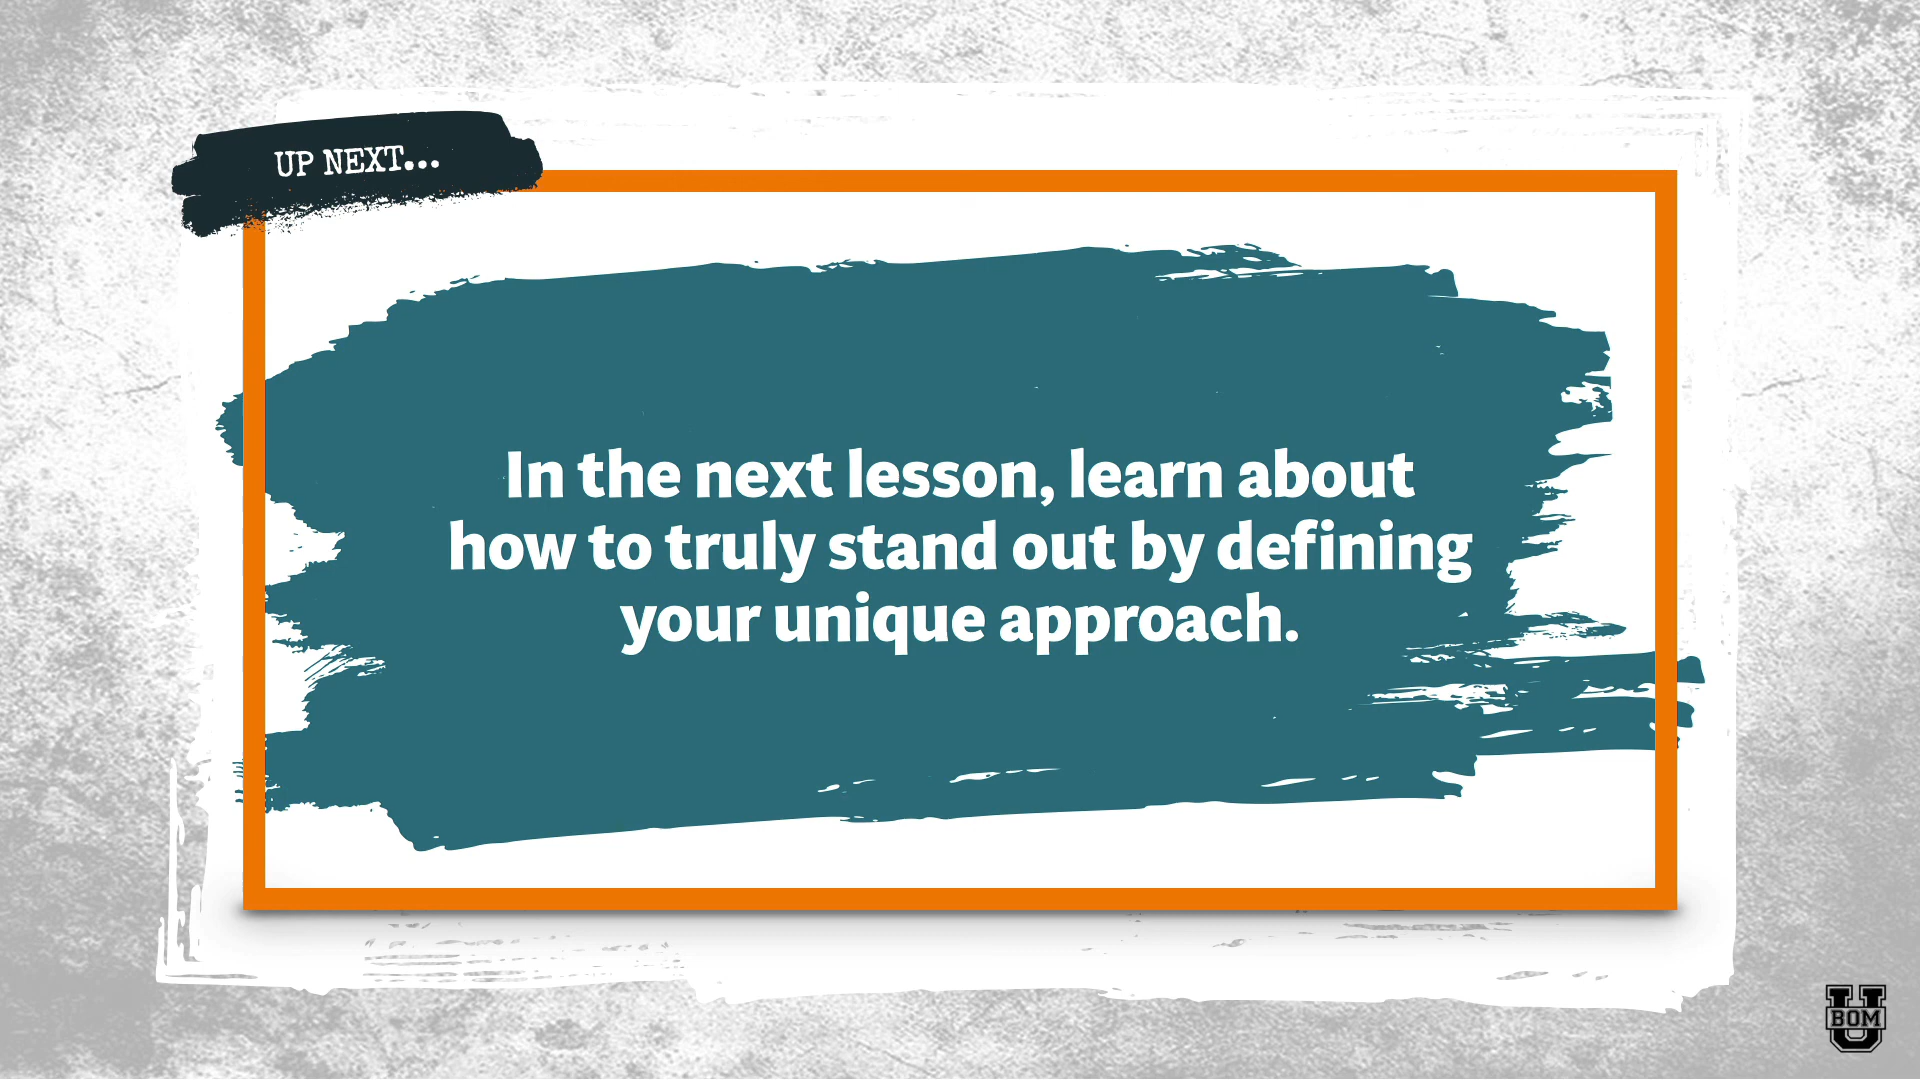 UP NEXT...
In the next lesson, learn about
how to truly stand out by defining
your unique approach.
U
BOM